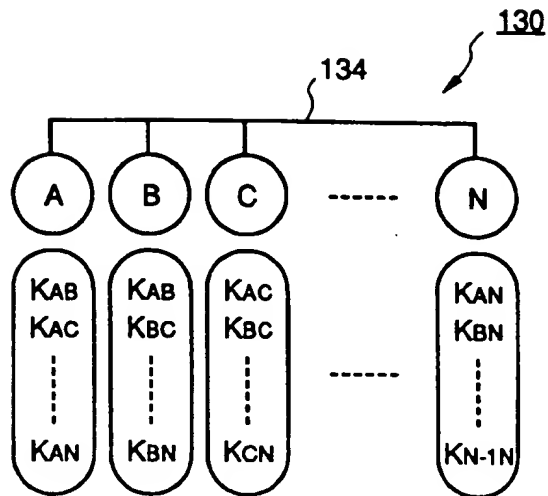 130
134
A B C N
KAB KAB KAC KAN
KAC KBC KBC KBN
KAN KBN KCN KN-1N